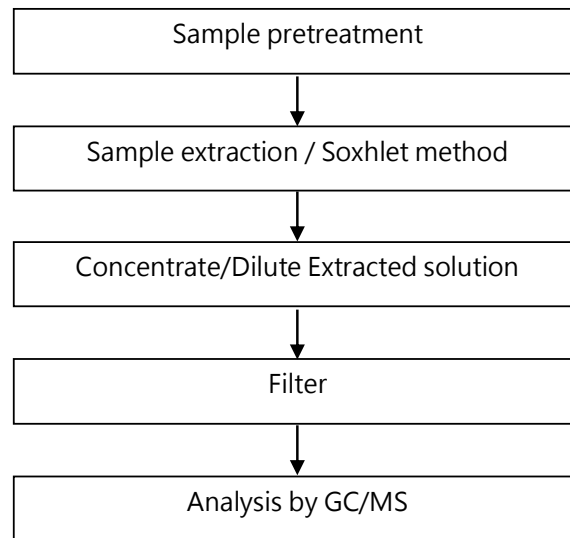 Sample pretreatment
Sample extraction / Soxhlet method
Concentrate/Dilute Extracted solution
Filter
Analysis by GC/MS